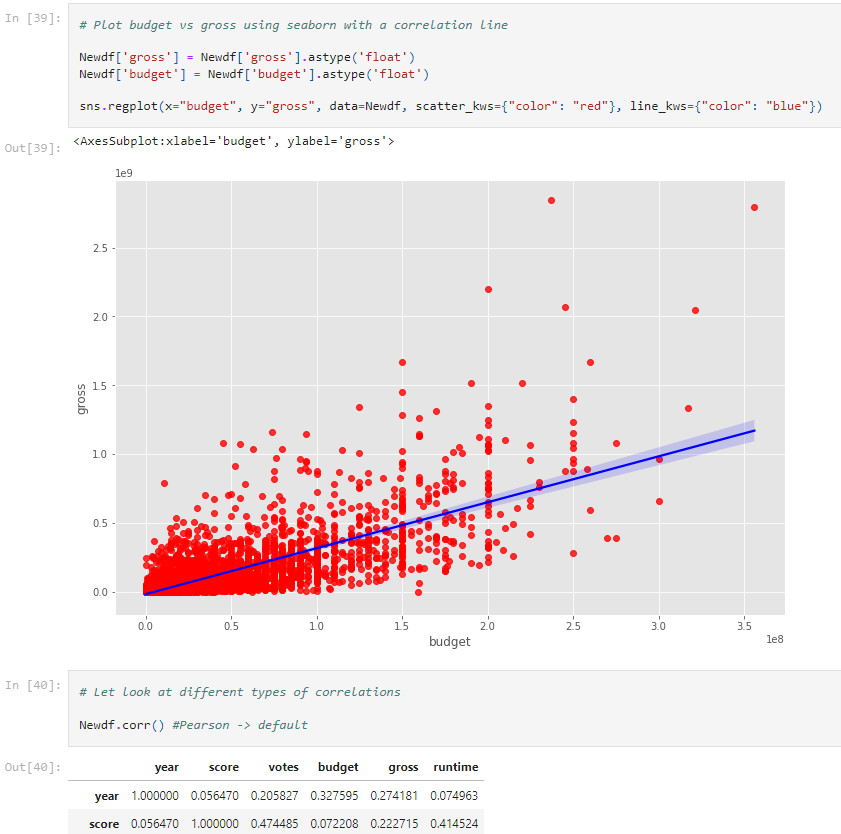 In [39]:
# Plot budget vs gross using seaborn with a correlation line
Newdf['gross'] = Newdf['gross'].astype('float')
Newdf['budget'] = Newdf['budget'].astype('float')
sns.regplot(x="budget", y="gross", data=Newdf, scatter_kws={"color": "red"}, line_kws={"color": "blue"})
Out[39]:
<AxesSubplot:xlabel='budget', ylabel='gross'>
1e9
2.5
2.0
1.5
1.0
0.5
0.0
gross
0.0 0.5 1.0 1.5 2.0 2.5 3.0 3.5
budget
1e8
In [40]:
# Let look at different types of correlations
Newdf.corr() #Pearson -> default
Out[40]:
year score votes budget gross runtime
year 1.000000 0.056470 0.205827 0.327595 0.274181 0.074963
score 0.056470 1.000000 0.474485 0.072208 0.222715 0.414524